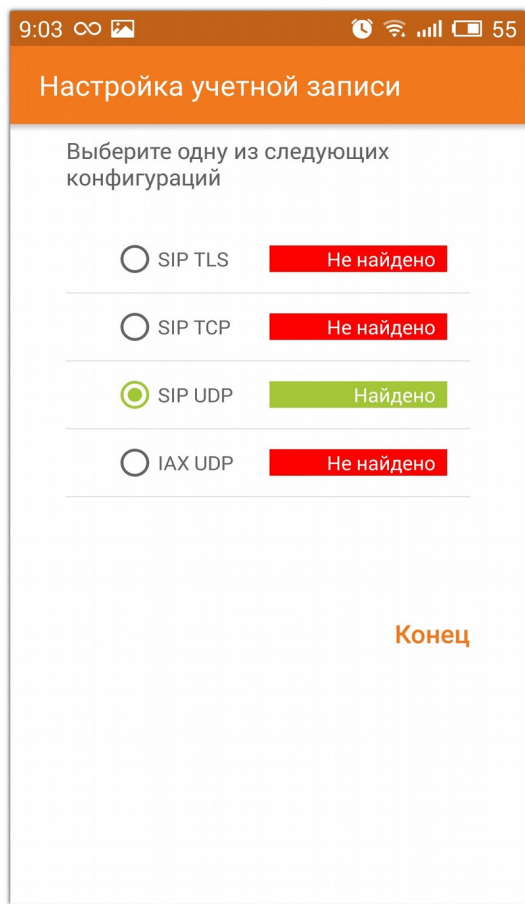 9:03 55
Настройка учетной записи
Выберите одну из следующих
конфигураций
SIP TLS Не найдено
SIP TCP Не найдено
SIP UDP Найдено
IAX UDP Не найдено
Конец